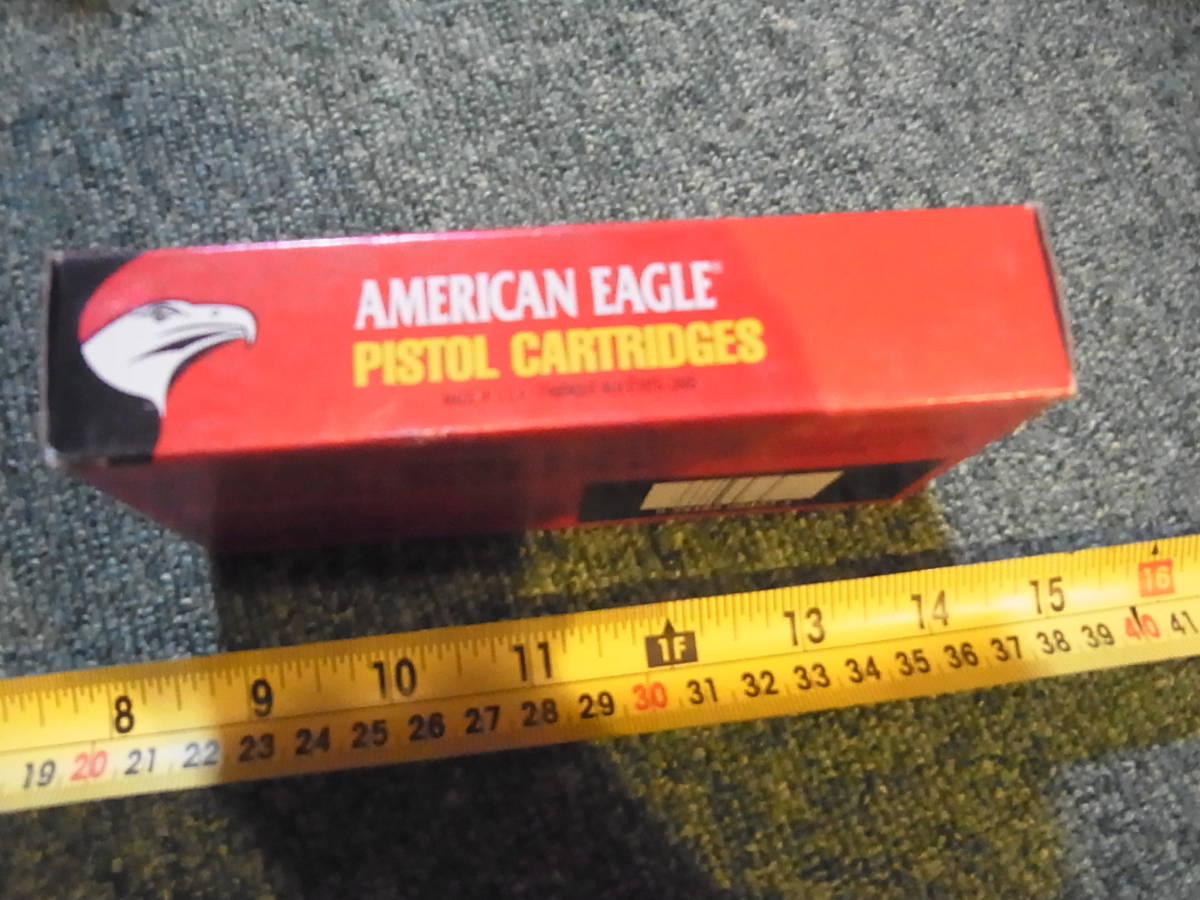 AMERICAN EAGLE®
PISTOL CARTRIDGES
8 9 10 11 1F 13 14 15 16
19 20 21 22 23 24 25 26 27 28 29 30 31 32 33 34 35 36 37 38 39 40 41